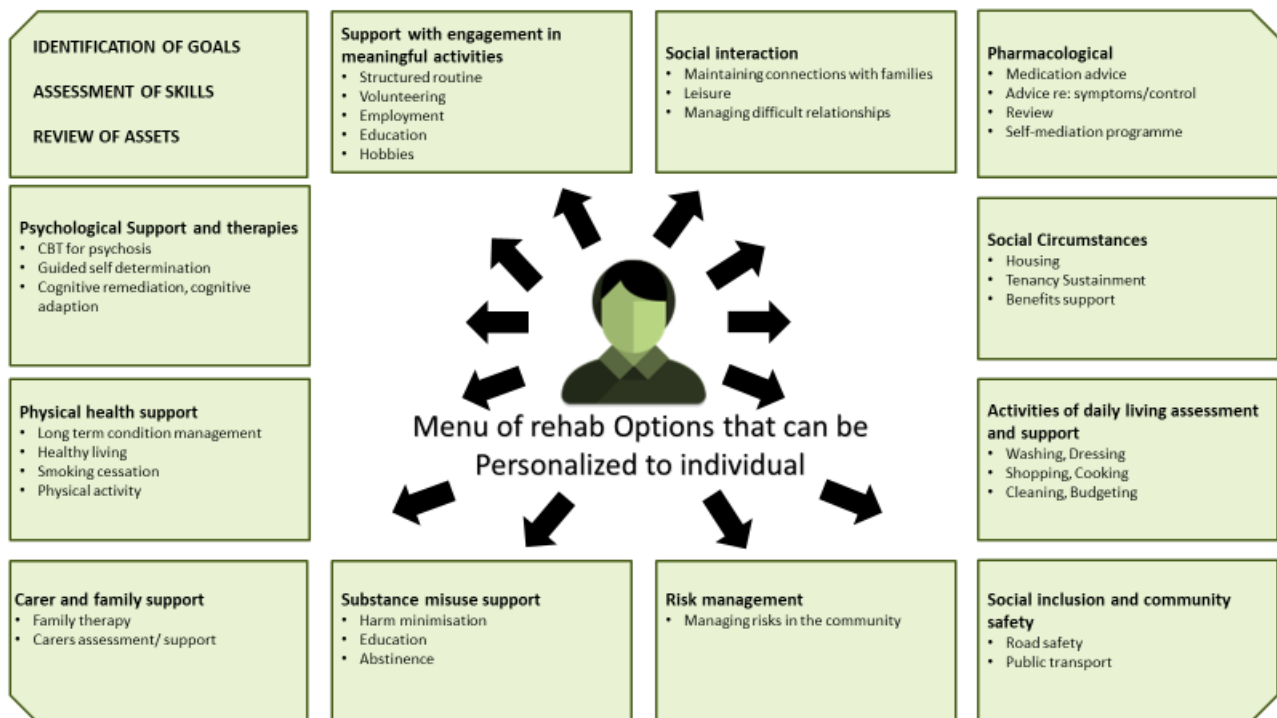 IDENTIFICATION OF GOALS
ASSESSMENT OF SKILLS
REVIEW OF ASSETS
Support with engagement in
meaningful activities
• Structured routine
• Volunteering
• Employment
• Education
• Hobbies
Social interaction
• Maintaining connections with families
• Leisure
• Managing difficult relationships
Pharmacological
• Medication advice
• Advice re: symptoms/control
• Review
• Self-mediation programme
Psychological Support and therapies
• CBT for psychosis
• Guided self determination
• Cognitive remediation, cognitive
adaption
Social Circumstances
• Housing
• Tenancy Sustainment
• Benefits support
Physical health support
• Long term condition management
• Healthy living
• Smoking cessation
• Physical activity
Menu of rehab Options that can be
Personalized to individual
Activities of daily living assessment
and support
• Washing, Dressing
• Shopping, Cooking
• Cleaning, Budgeting
Carer and family support
• Family therapy
• Carers assessment/ support
Substance misuse support
• Harm minimisation
• Education
• Abstinence
Risk management
• Managing risks in the community
Social inclusion and community
safety
• Road safety
• Public transport